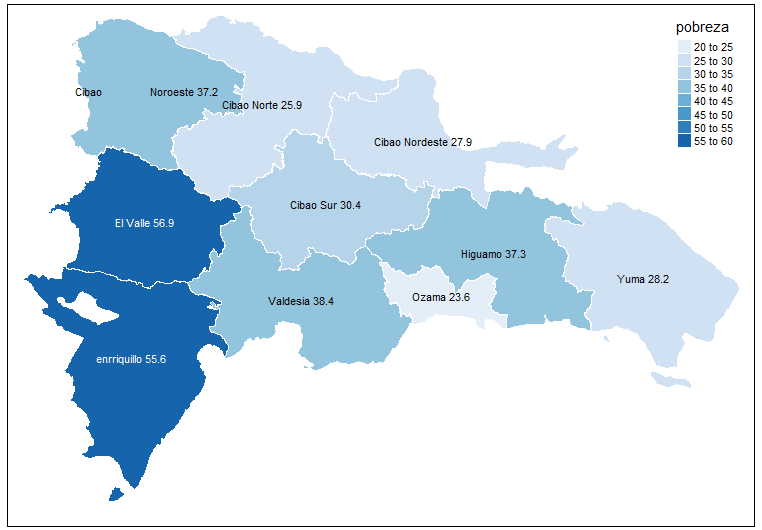 pobreza
20 to 25
25 to 30
30 to 35
35 to 40
40 to 45
45 to 50
50 to 55
55 to 60
Cibao Noroeste 37.2
Cibao Norte 25.9
Cibao Nordeste 27.9
Cibao Sur 30.4
El Valle 56.9
Higuamo 37.3
Yuma 28.2
Valdesia 38.4
Ozama 23.6
enrriquillo 55.6